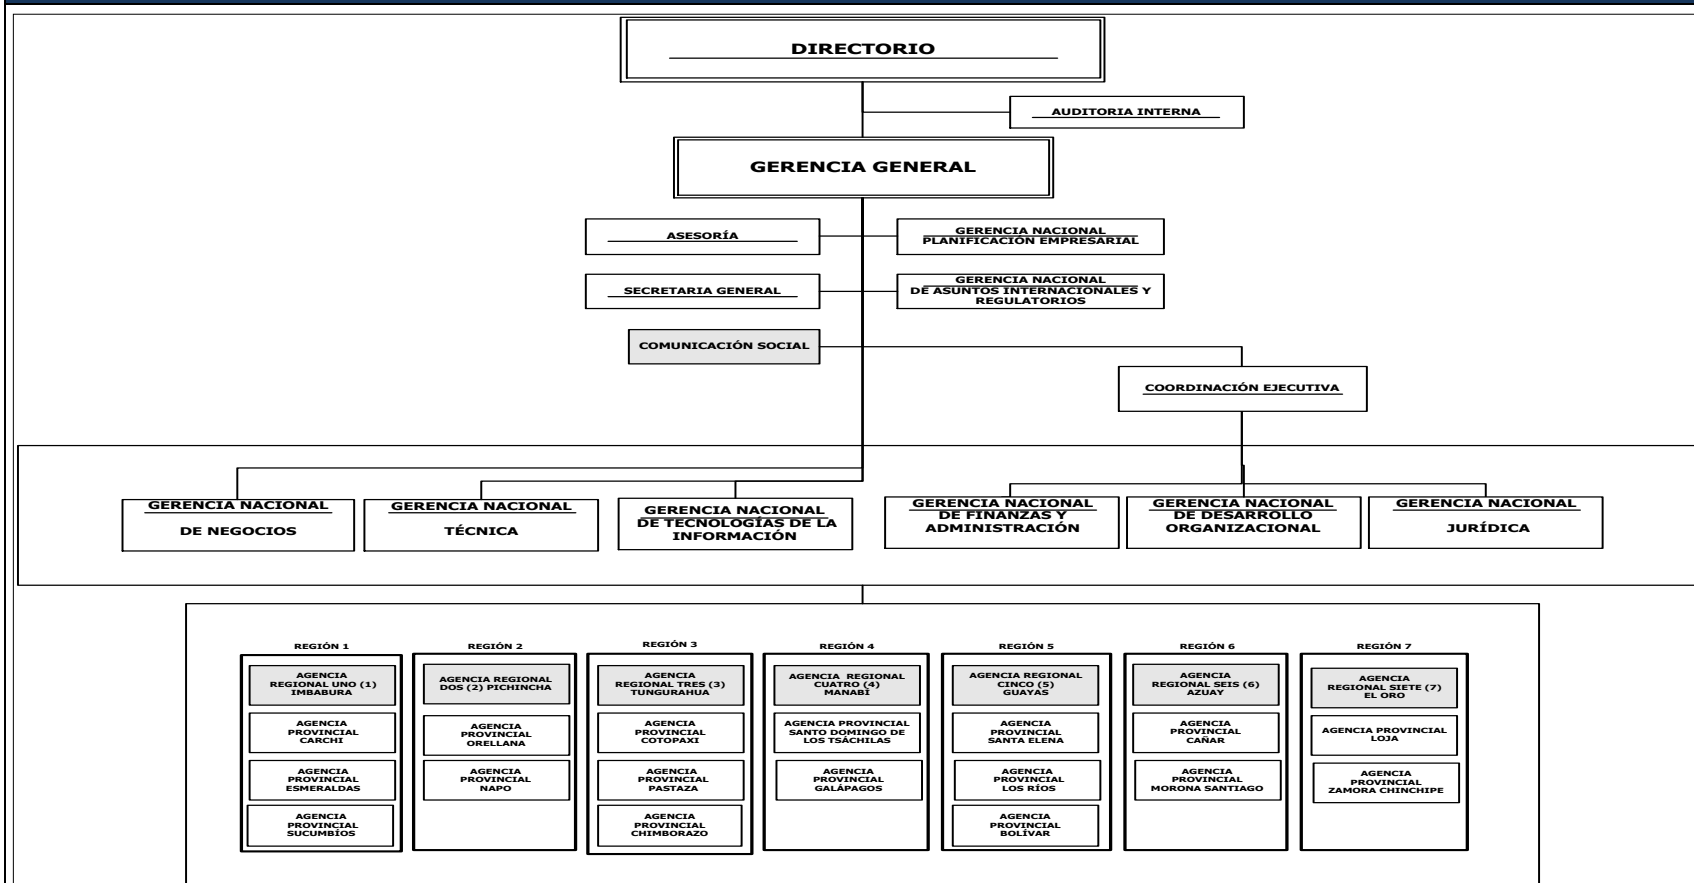 DIRECTORIO
AUDITORIA INTERNA
GERENCIA GENERAL
ASESORÍA
GERENCIA NACIONAL
PLANIFICACIÓN EMPRESARIAL
SECRETARIA GENERAL
GERENCIA NACIONAL
DE ASUNTOS INTERNACIONALES Y
REGULATORIOS
COMUNICACIÓN SOCIAL
COORDINACIÓN EJECUTIVA
GERENCIA NACIONAL
DE NEGOCIOS
GERENCIA NACIONAL
TÉCNICA
GERENCIA NACIONAL
DE TECNOLOGÍAS DE LA
INFORMACIÓN
GERENCIA NACIONAL
DE FINANZAS Y
ADMINISTRACIÓN
GERENCIA NACIONAL
DE DESARROLLO
ORGANIZACIONAL
GERENCIA NACIONAL
JURÍDICA
REGIÓN 1
AGENCIA
REGIONAL UNO (1)
IMBABURA
AGENCIA
PROVINCIAL
CARCHI
AGENCIA
PROVINCIAL
ESMERALDAS
AGENCIA
PROVINCIAL
SUCUMBÍOS
REGIÓN 2
AGENCIA REGIONAL
DOS (2) PICHINCHA
AGENCIA
PROVINCIAL
ORELLANA
AGENCIA
PROVINCIAL
NAPO
REGIÓN 3
AGENCIA
REGIONAL TRES (3)
TUNGURAHUA
AGENCIA
PROVINCIAL
COTOPAXI
AGENCIA
PROVINCIAL
PASTAZA
AGENCIA
PROVINCIAL
CHIMBORAZO
REGIÓN 4
AGENCIA REGIONAL
CUATRO (4)
MANABÍ
AGENCIA PROVINCIAL
SANTO DOMINGO DE
LOS TSÁCHILAS
AGENCIA
PROVINCIAL
GALÁPAGOS
REGIÓN 5
AGENCIA REGIONAL
CINCO (5)
GUAYAS
AGENCIA
PROVINCIAL
SANTA ELENA
AGENCIA
PROVINCIAL
LOS RÍOS
AGENCIA
PROVINCIAL
BOLÍVAR
REGIÓN 6
AGENCIA
REGIONAL SEIS (6)
AZUAY
AGENCIA
PROVINCIAL
CAÑAR
AGENCIA
PROVINCIAL
MORONA SANTIAGO
REGIÓN 7
AGENCIA
REGIONAL SIETE (7)
EL ORO
AGENCIA PROVINCIAL
LOJA
AGENCIA
PROVINCIAL
ZAMORA CHINCHIPE